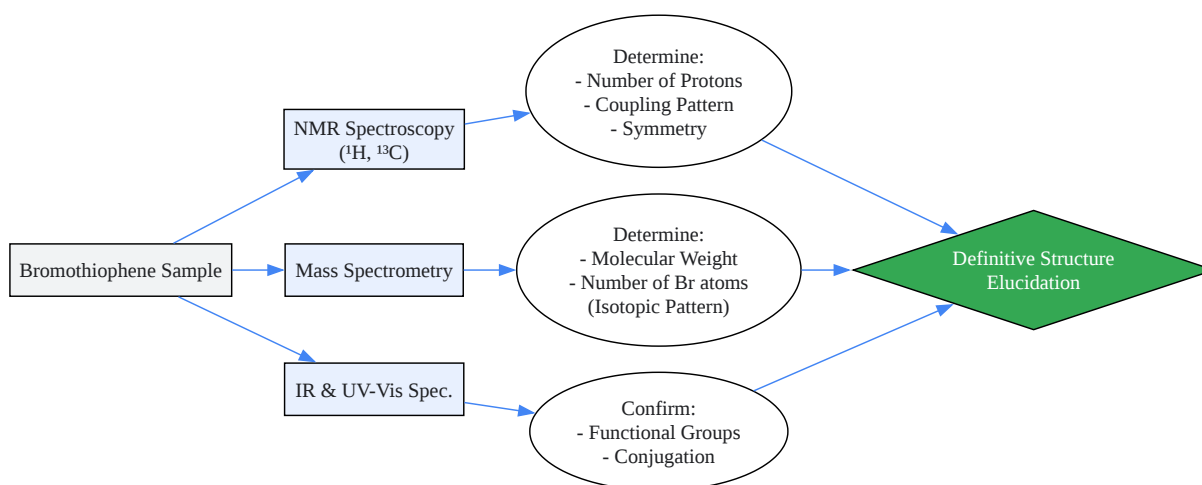 Bromothiophene Sample
NMR Spectroscopy
(¹H, ¹³C)
Mass Spectrometry
IR & UV-Vis Spec.
Determine:
- Number of Protons
- Coupling Pattern
- Symmetry
Determine:
- Molecular Weight
- Number of Br atoms
(Isotopic Pattern)
Confirm:
- Functional Groups
- Conjugation
Definitive Structure
Elucidation